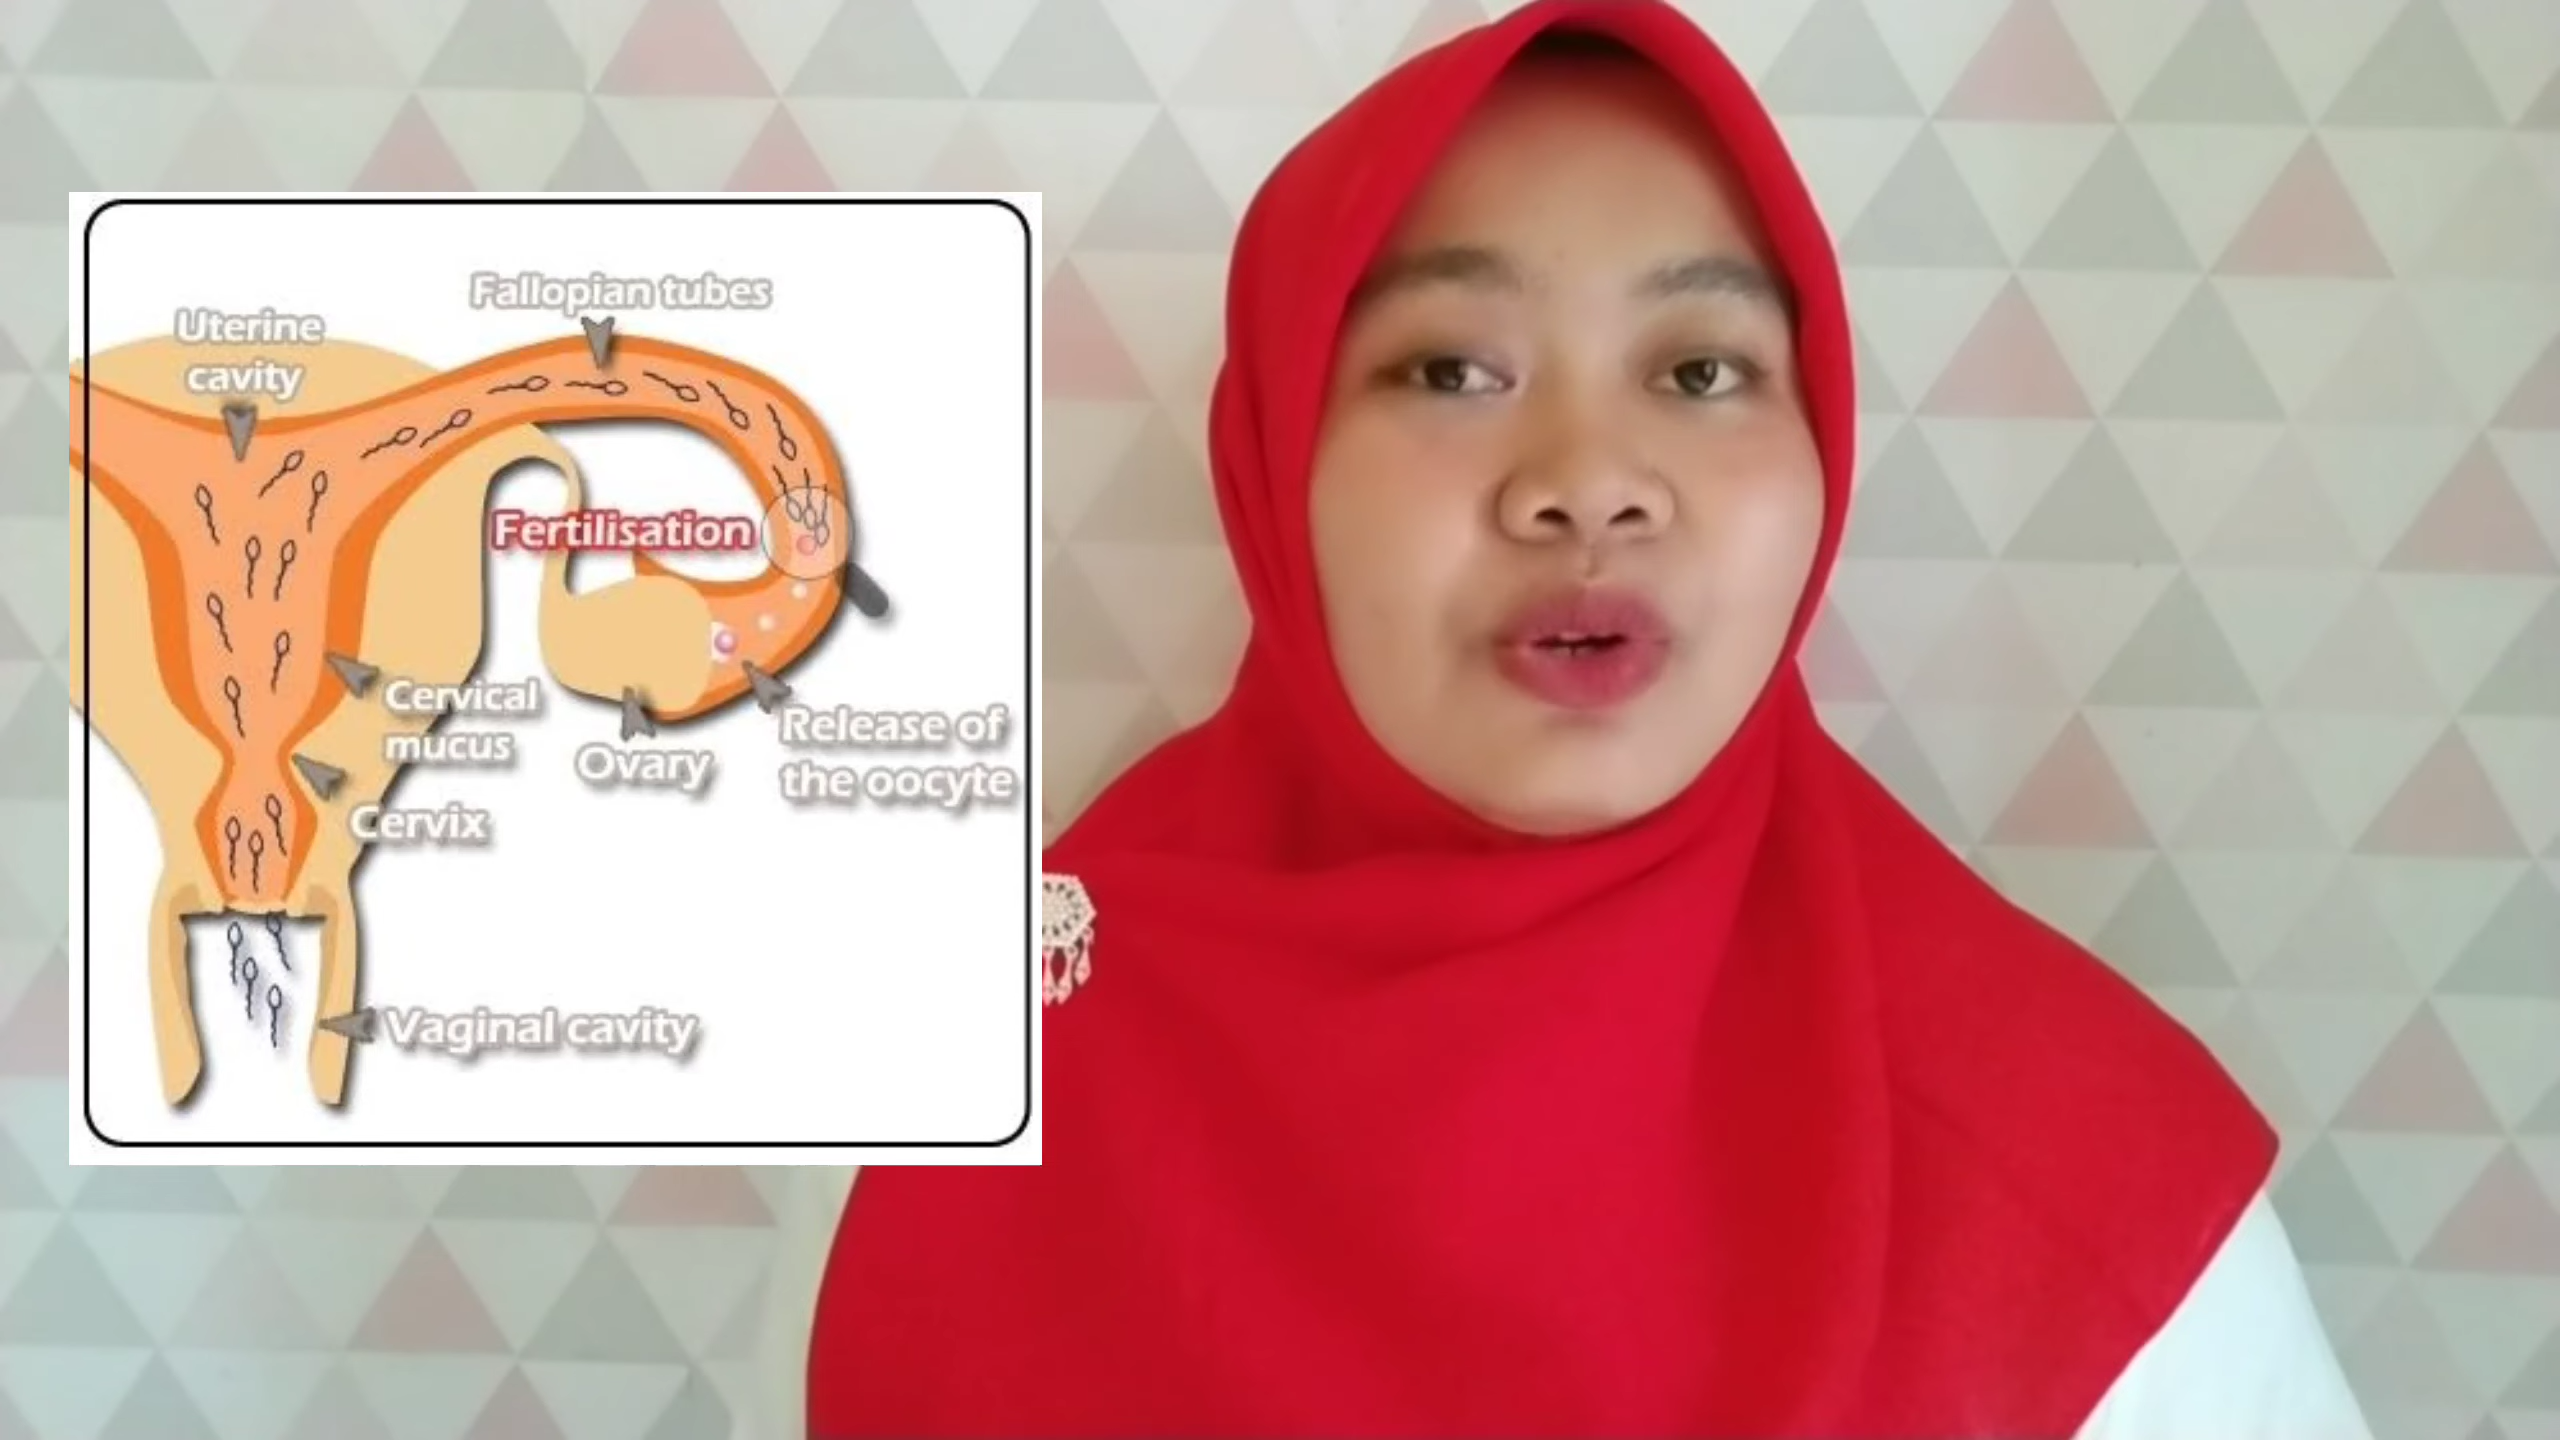 Fallopian tubes
Uterine
cavity
Fertilisation
Cervical
mucus
Release of
the oocyte
Ovary
Cervix
Vaginal cavity